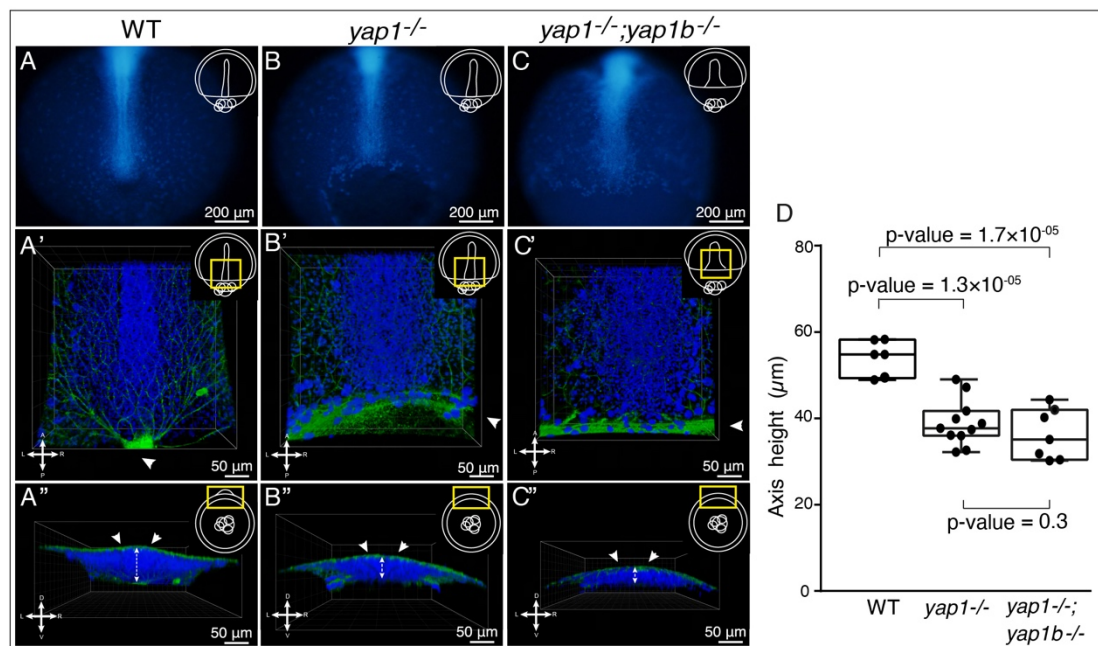 WT
yap1-/-
yap1-/-;yap1b-/-
A
200 µm
B
200 µm
C
200 µm
A'
A
L R
P
50 µm
B'
A
L R
P
50 µm
C'
A
L R
P
50 µm
A"
D
L R
V
50 µm
B"
D
L R
V
50 µm
C"
D
L R
V
50 µm
D
p-value = 1.7×10-05
p-value = 1.3×10-05
80
60
40
20
0
Axis height (µm)
p-value = 0.3
WT
yap1-/-
yap1-/-;
yap1b-/-